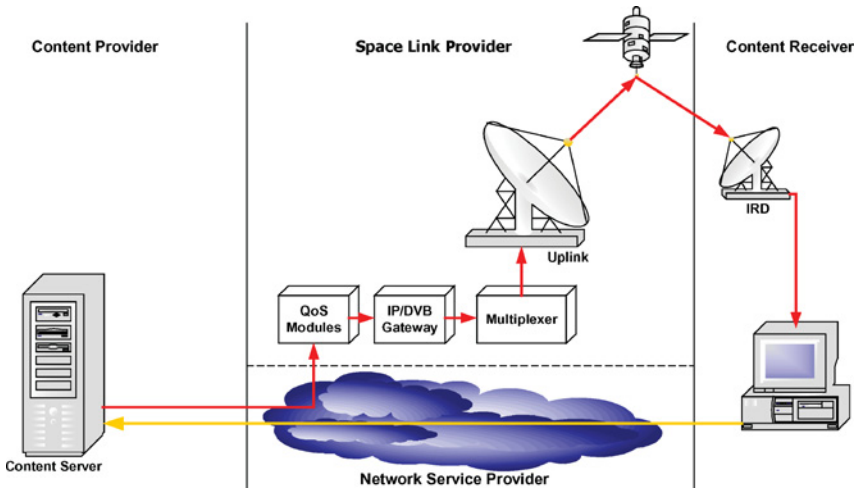 Content Provider
Space Link Provider
Content Receiver
IRD
Uplink
QoS
Modules
IP/DVB
Gateway
Multiplexer
Content Server
Network Service Provider